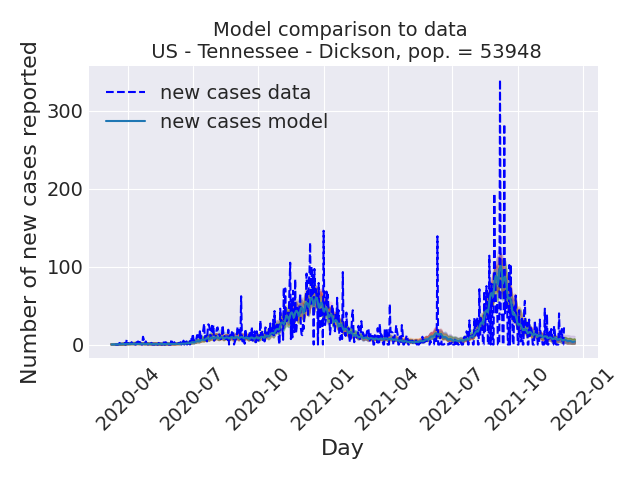 Model comparison to data
US - Tennessee - Dickson, pop. = 53948
Number of new cases reported
300
200
100
0
new cases data
new cases model
2020-04
2020-07
2020-10
2021-01
2021-04
2021-07
2021-10
2022-01
Day